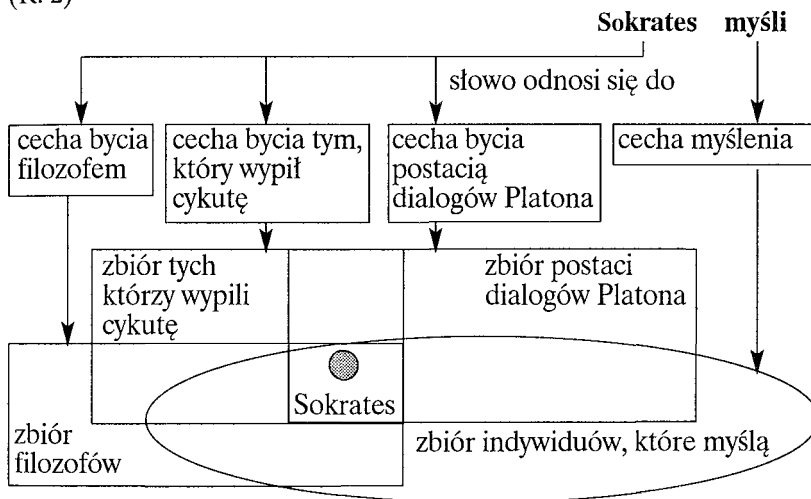 (R. 2)
Sokrates myśli
słowo odnosi się do
cecha bycia
filozofem
cecha bycia tym,
który wypił
cykutę
cecha bycia
postacią
dialogów Platona
cecha myślenia
zbiór tych
którzy wypili
cykutę
zbiór postaci
dialogów Platona
Sokrates
zbiór
filozofów
zbiór indywiduów, które myślą